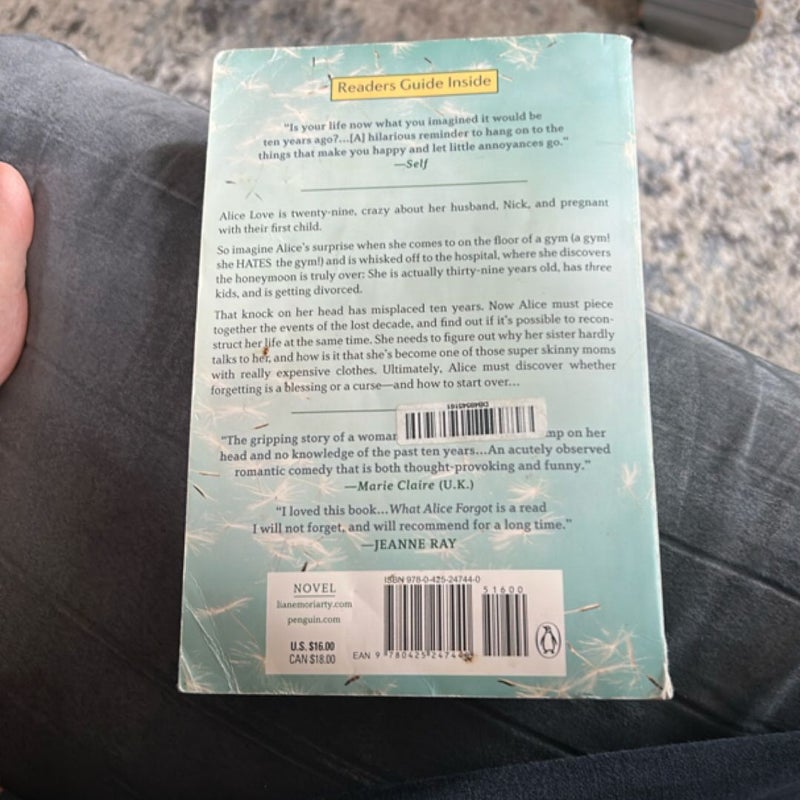 Readers Guide Inside
"Is your life now what you imagined it would be
ten years ago?...[A] hilarious reminder to hang on to the
things that make you happy and let little annoyances go."
—Self
Alice Love is twenty-nine, crazy about her husband, Nick, and pregnant
with their first child.
So imagine Alice's surprise when she comes to on the floor of a gym (a gym!
she HATES the gym!) and is whisked off to the hospital, where she discovers
the honeymoon is truly over: She is actually thirty-nine years old, has three
kids, and is getting divorced.
That knock on her head has misplaced ten years. Now Alice must piece
together the events of the lost decade, and find out if it's possible to recon-
struct her life at the same time. She needs to figure out why her sister hardly
talks to her, and how is it that she's become one of those super skinny moms
with really expensive clothes. Ultimately, Alice must discover whether
forgetting is a blessing or a curse—and how to start over...
"The gripping story of a woman mp on her
head and no knowledge of the past ten years...An acutely observed
romantic comedy that is both thought-provoking and funny."
—Marie Claire (U.K.)
"I loved this book...What Alice Forgot is a read
I will not forget, and will recommend for a long time."
—JEANNE RAY
NOVEL
lianemoriarty.com
penguin.com
U.S. $16.00
CAN $18.00
ISBN 978-0-425-24744-0
51600
EAN 9 780425 2474